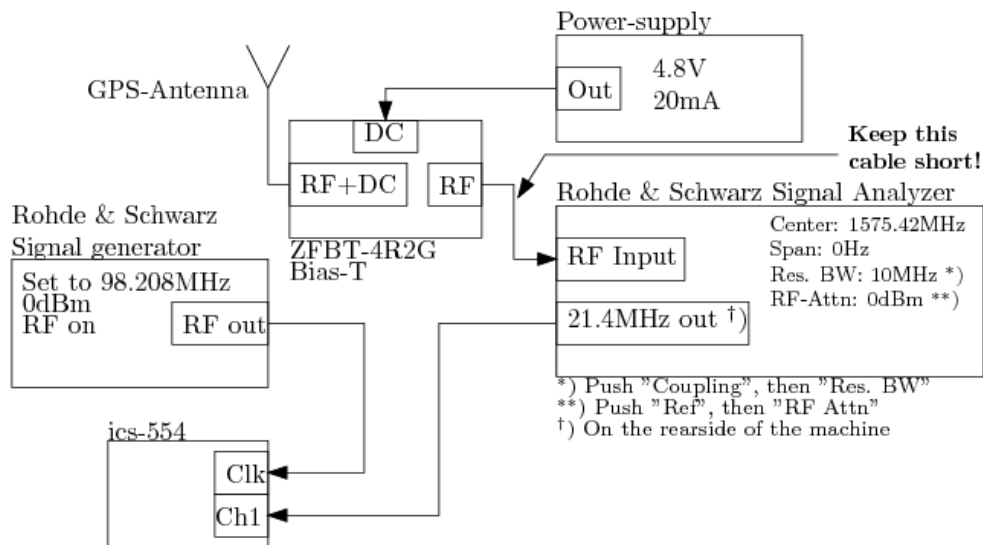 Power-supply
Out
4.8V
20mA
GPS-Antenna
DC
RF+DC
RF
ZFBT-4R2G
Bias-T
Keep this
cable short!
Rohde & Schwarz Signal Analyzer
Center: 1575.42MHz
Span: 0Hz
Res. BW: 10MHz *)
RF-Attn: 0dBm **)
RF Input
21.4MHz out †)
*) Push "Coupling", then "Res. BW"
**) Push "Ref", then "RF Attn"
†) On the rearside of the machine
Rohde & Schwarz
Signal generator
Set to 98.208MHz
0dBm
RF on
RF out
ics-554
Clk
Ch1